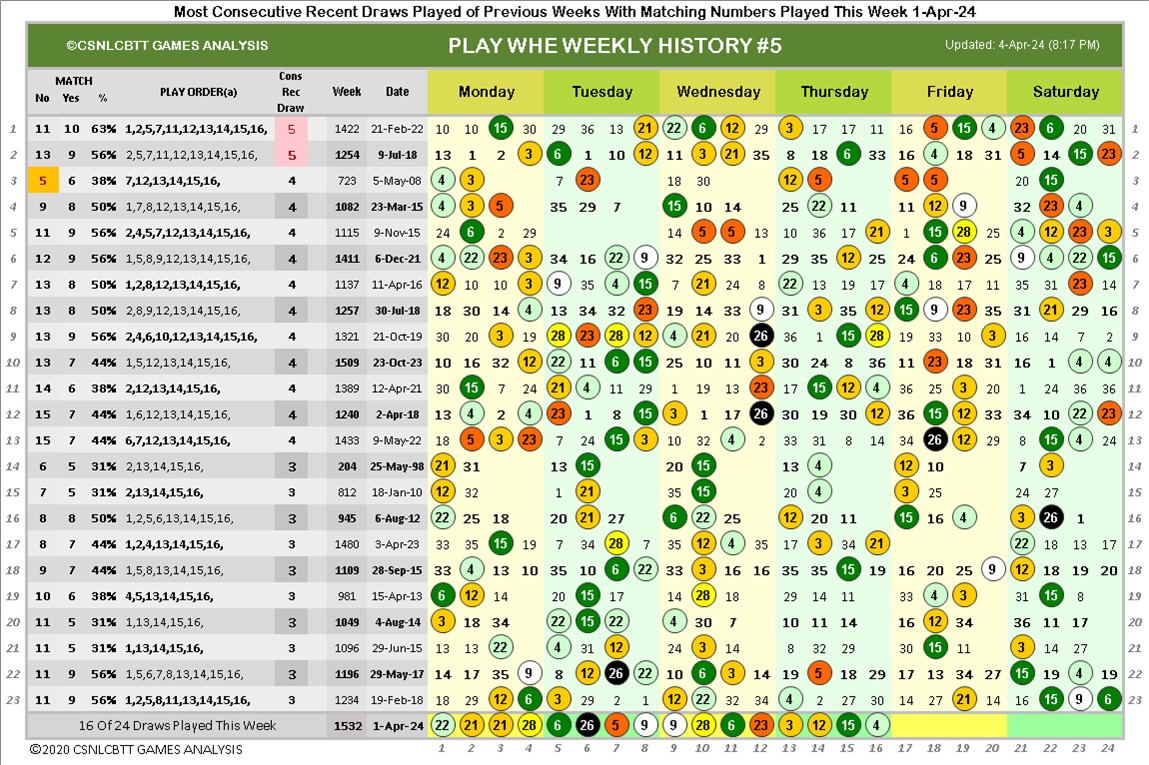 Most Consecutive Recent Draws Played of Previous Weeks With Matching Numbers Played This Week 1-Apr-24
©CSNLCBTT GAMES ANALYSIS PLAY WHE WEEKLY HISTORY #5 Updated: 4-Apr-24 (8:17 PM)
No MATCH Yes % PLAY ORDER(a) Cons Rec Draw Week Date Monday Tuesday Wednesday Thursday Friday Saturday
1 11 10 63% 1,2,5,7,11,12,13,14,15,16, 5 1422 21-Feb-22 10 10 15 30 29 36 13 21 22 6 11 12 29 3 17 17 11 16 5 15 4 23 6 20 31 1
2 13 9 56% 2,5,7,11,12,13,14,15,16, 5 1254 9-Jul-18 13 1 2 3 6 1 10 12 11 3 21 35 8 18 6 33 16 4 18 31 5 14 15 23 2
3 5 6 38% 7,12,13,14,15,16, 4 723 5-May-08 4 3 7 23 18 30 12 5 5 5 20 15 3
4 9 8 50% 1,7,8,12,13,14,15,16, 4 1082 23-Mar-15 4 3 5 35 29 7 15 10 14 25 22 11 11 12 9 32 23 4 4
5 11 9 56% 2,4,5,7,12,13,14,15,16, 4 1115 9-Nov-15 24 6 2 29 14 5 5 13 10 36 17 21 1 15 28 25 4 12 23 3 5
6 12 9 56% 1,5,8,9,12,13,14,15,16, 4 1411 6-Dec-21 4 22 23 3 34 16 22 9 32 25 33 1 29 35 12 25 24 6 23 25 9 4 22 15 6
7 13 8 50% 1,2,8,12,13,14,15,16, 4 1137 11-Apr-16 12 10 10 3 9 35 4 15 7 21 24 8 22 13 19 17 4 18 17 11 35 31 23 14 7
8 13 8 50% 2,8,9,12,13,14,15,16, 4 1257 30-Jul-18 18 30 14 4 13 34 32 23 19 14 33 9 31 3 35 12 15 9 23 35 31 21 29 16 8
9 13 9 56% 2,4,6,10,12,13,14,15,16, 4 1321 21-Oct-19 30 20 3 19 28 23 28 12 4 21 20 26 36 1 15 28 19 33 10 3 16 14 7 2 9
10 13 7 44% 1,5,12,13,14,15,16, 4 1509 23-Oct-23 10 16 32 12 22 11 6 15 25 10 11 3 30 24 8 36 11 23 18 31 16 1 4 4 10
11 14 6 38% 2,12,13,14,15,16, 4 1389 12-Apr-21 30 15 7 24 21 4 11 29 1 19 13 23 17 15 12 4 36 25 3 20 1 24 36 36 11
12 15 7 44% 1,6,12,13,14,15,16, 4 1240 2-Apr-18 13 4 2 4 23 1 8 15 3 1 17 26 30 19 30 12 36 15 12 33 34 10 22 23 12
13 15 7 44% 6,7,12,13,14,15,16, 4 1433 9-May-22 18 5 3 23 7 24 15 3 10 32 4 2 33 31 8 14 34 26 12 29 8 15 4 24 13
14 6 5 31% 2,13,14,15,16, 3 204 25-May-98 21 31 13 15 20 15 13 4 12 10 7 3 14
15 7 5 31% 2,13,14,15,16, 3 812 18-Jan-10 12 32 1 21 35 15 20 4 3 25 24 27 15
16 8 8 50% 1,2,5,6,13,14,15,16, 3 945 6-Aug-12 22 25 18 20 21 27 6 22 25 12 20 11 15 16 4 3 26 1 16
17 8 7 44% 1,2,4,13,14,15,16, 3 1480 3-Apr-23 33 35 15 19 7 34 28 7 35 12 4 35 17 3 34 21 22 18 13 17 17
18 9 7 44% 1,5,8,13,14,15,16, 3 1109 28-Sep-15 33 4 13 10 35 10 6 22 33 3 16 16 35 35 15 19 16 20 25 9 12 18 19 20 18
19 10 6 38% 4,5,13,14,15,16, 3 981 15-Apr-13 6 12 14 20 15 17 14 28 18 29 14 11 33 4 3 31 15 8 19
20 11 5 31% 1,13,14,15,16, 3 1049 4-Aug-14 3 18 34 22 15 22 4 30 7 10 11 14 16 12 34 36 11 17 20
21 11 5 31% 1,13,14,15,16, 3 1096 29-Jun-15 13 13 22 4 31 12 24 3 14 8 32 29 30 15 11 3 14 27 21
22 11 9 56% 1,5,6,7,8,13,14,15,16, 3 1196 29-May-17 14 17 35 9 8 12 26 22 10 6 3 14 19 5 18 29 17 13 34 27 15 19 4 19 22
23 11 9 56% 1,2,5,8,11,13,14,15,16, 3 1234 19-Feb-18 18 29 12 6 3 29 2 1 12 22 32 34 4 2 27 30 14 27 21 14 26 15 9 6 23
16 Of 24 Draws Played This Week 1532 1-Apr-24 22 21 21 28 6 26 5 9 9 28 6 23 3 12 15 4
©2020 CSNLCBTT GAMES ANALYSIS 1 2 3 4 5 6 7 8 9 10 11 12 13 14 15 16 17 18 19 20 21 22 23 24